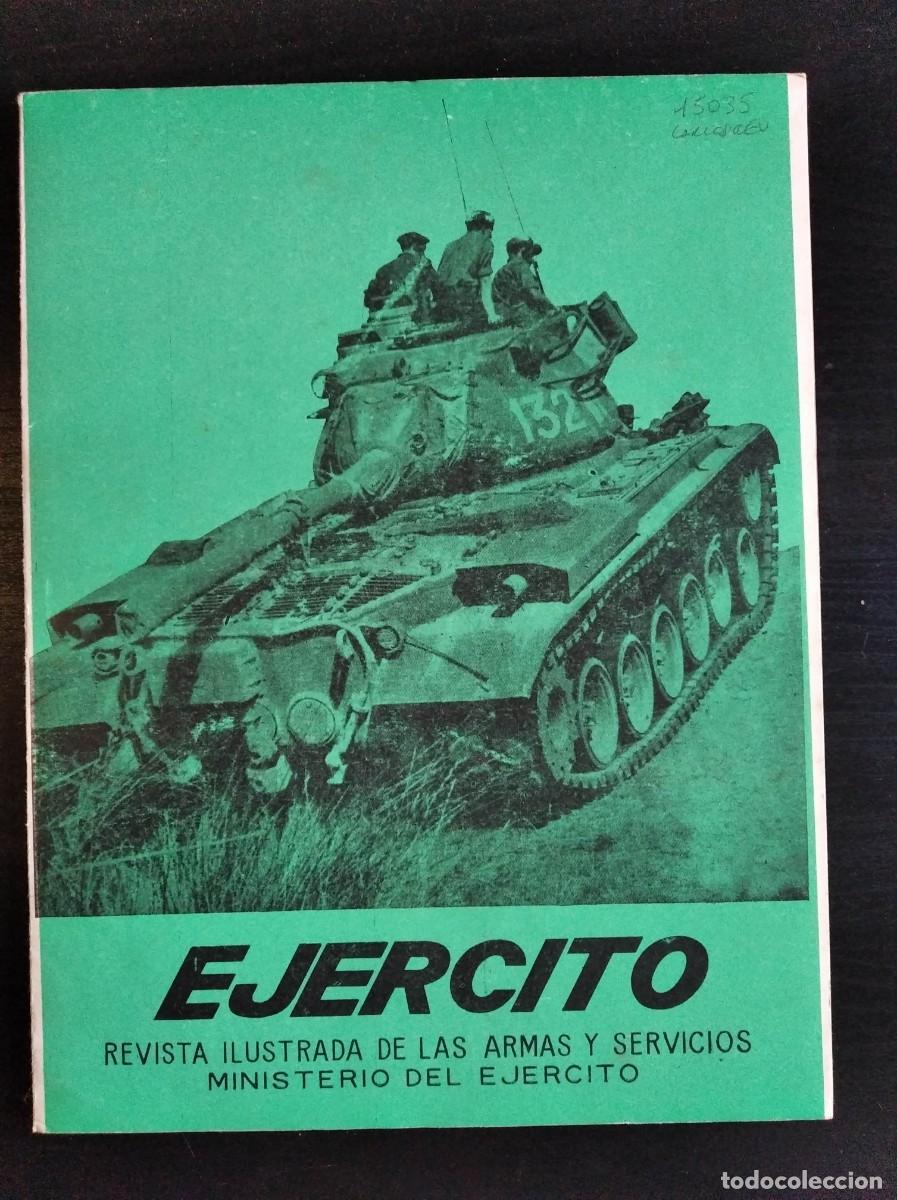 15035
132
EJERCITO
REVISTA ILUSTRADA DE LAS ARMAS Y SERVICIOS
MINISTERIO DEL EJERCITO
todocoleccion